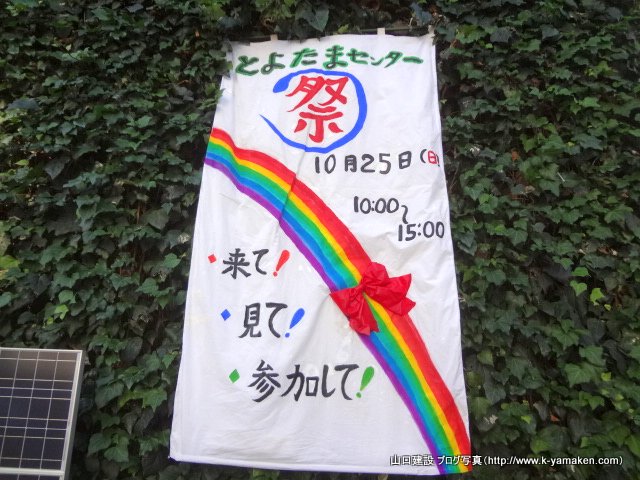 とよたまセンター
祭
10月25日(日)
10:00~
15:00
・来て!
・見て!
・参加して!
山口建設 ブログ写真(http://www.k-yamaken.com)